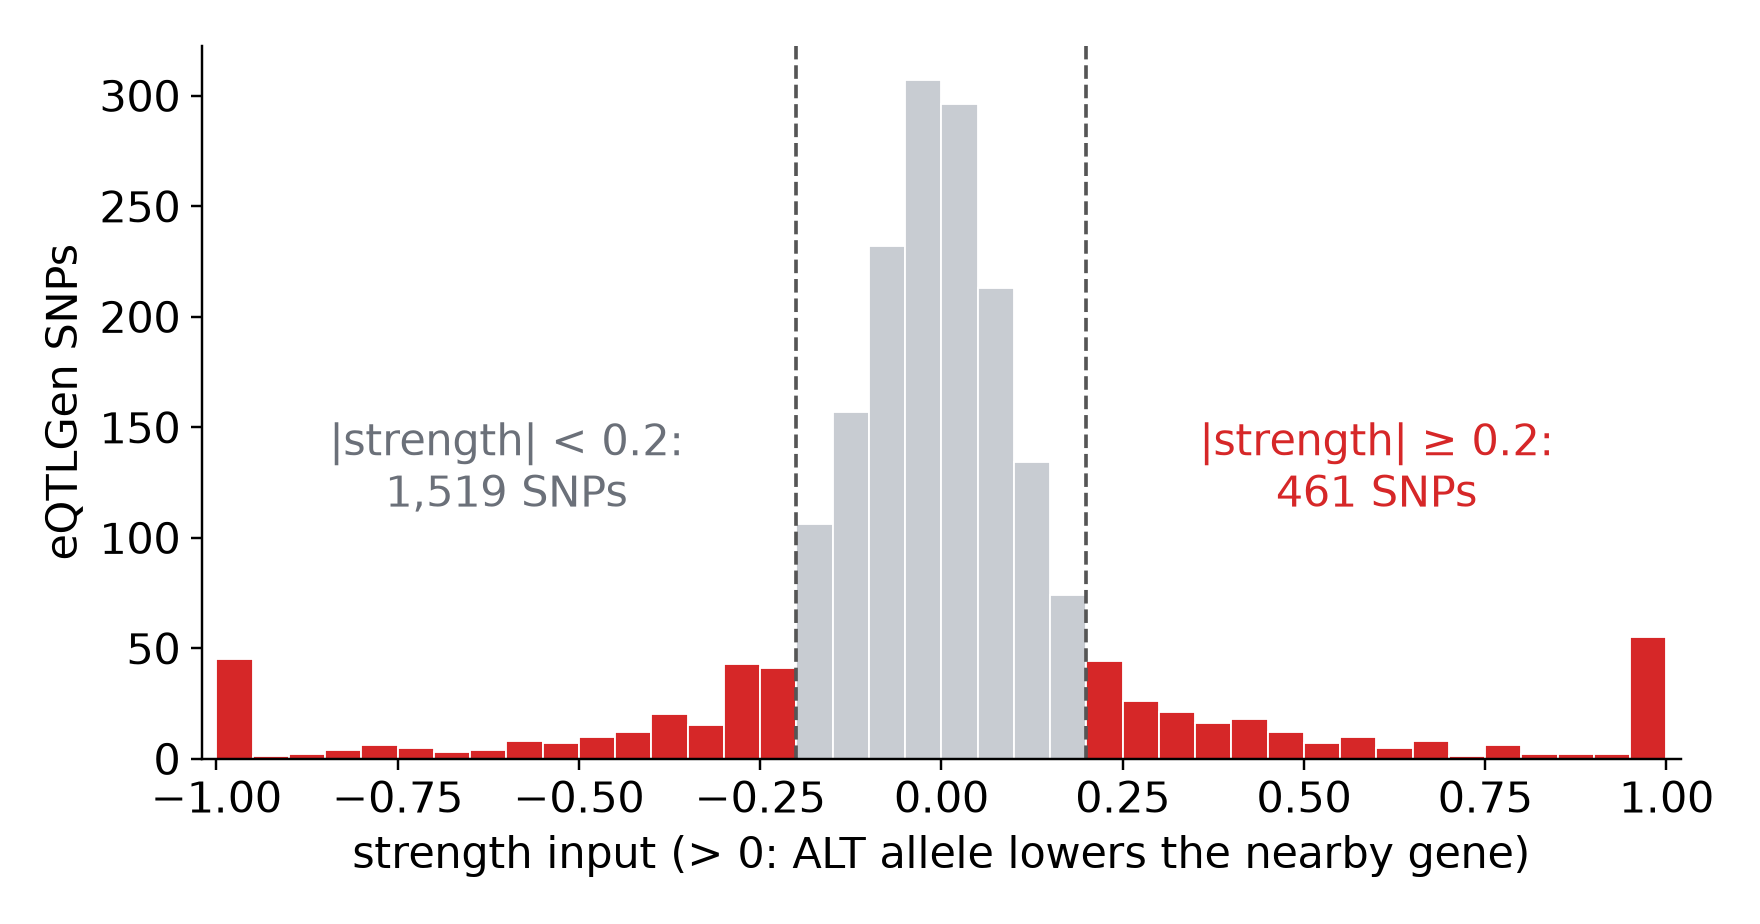 300
250
200
150
100
50
0
eQTLGen SNPs
|strength| < 0.2:
1,519 SNPs
|strength| ≥ 0.2:
461 SNPs
−1.00 −0.75 −0.50 −0.25 0.00 0.25 0.50 0.75 1.00
strength input (> 0: ALT allele lowers the nearby gene)